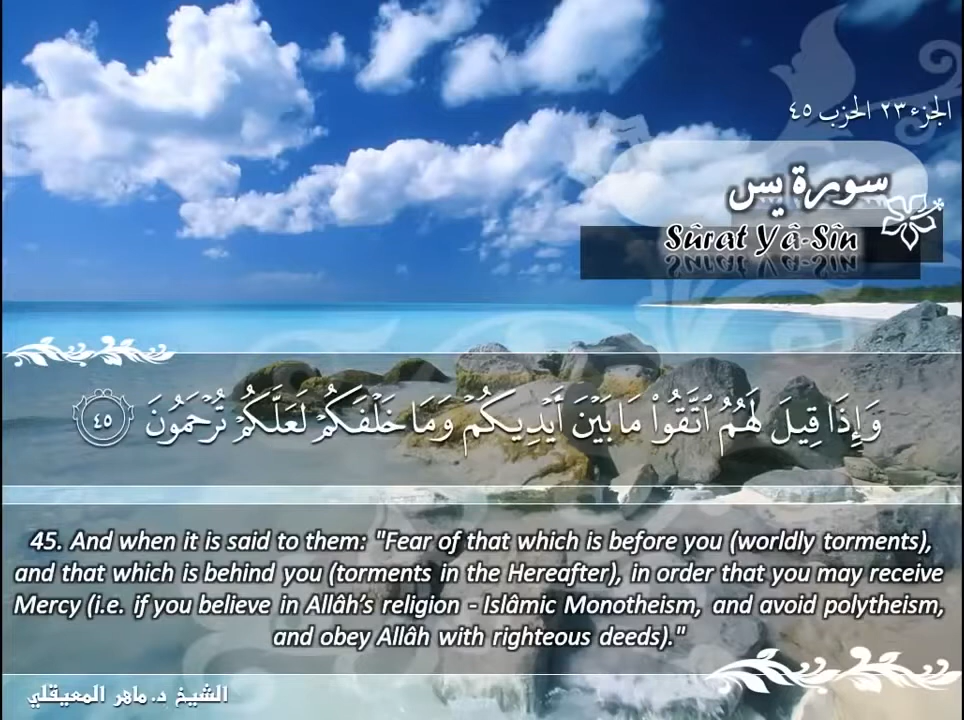 الجزء ٢٣ الحزب ٤٥
سورة يس
Sûrat Yâ-Sîn
وَإِذَا قِيلَ لَهُمُ ٱتَّقُوا۟ مَا بَيْنَ أَيْدِيكُمْ وَمَا خَلْفَكُمْ لَعَلَّكُمْ تُرْحَمُونَ ٤٥
45. And when it is said to them: "Fear of that which is before you (worldly torments),
and that which is behind you (torments in the Hereafter), in order that you may receive
Mercy (i.e. if you believe in Allâh’s religion - Islâmic Monotheism, and avoid polytheism,
and obey Allâh with righteous deeds)."
الشيخ د. ماهر المعيقلي